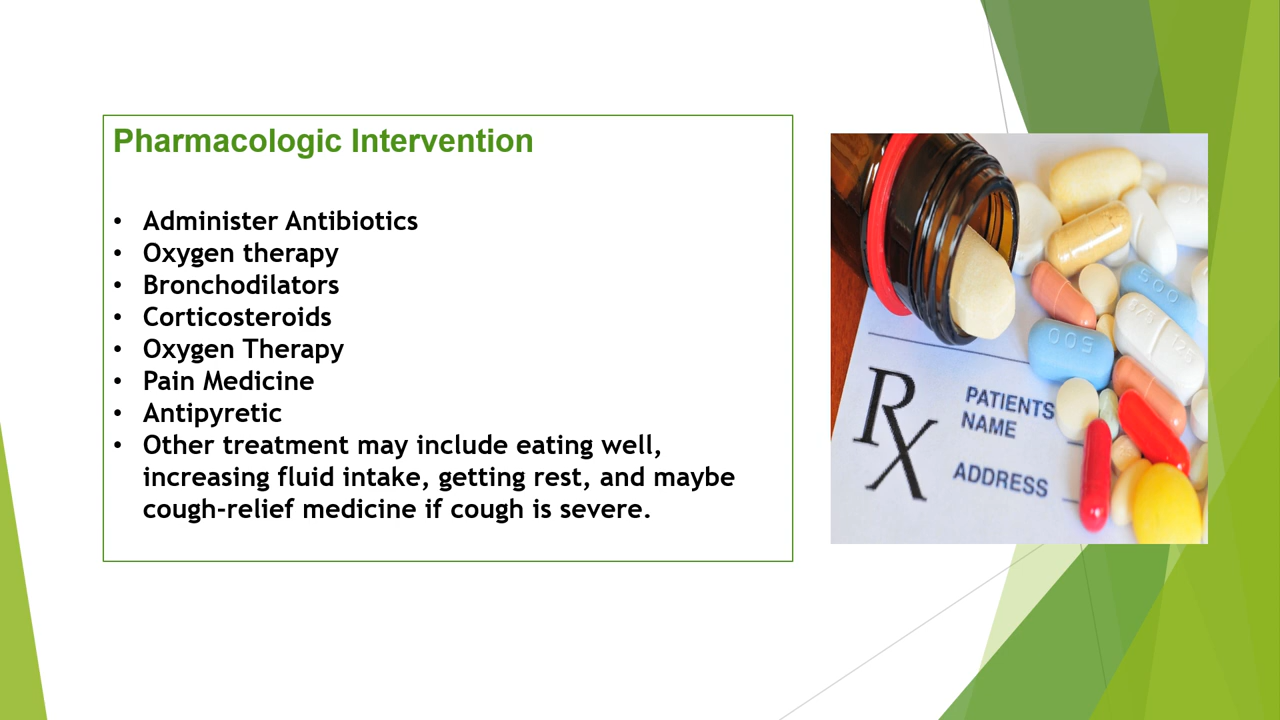 Pharmacologic Intervention
• Administer Antibiotics
• Oxygen therapy
• Bronchodilators
• Corticosteroids
• Oxygen Therapy
• Pain Medicine
• Antipyretic
• Other treatment may include eating well,
increasing fluid intake, getting rest, and maybe
cough-relief medicine if cough is severe.
500
875 125
500
Rx
PATIENTS
NAME
ADDRESS